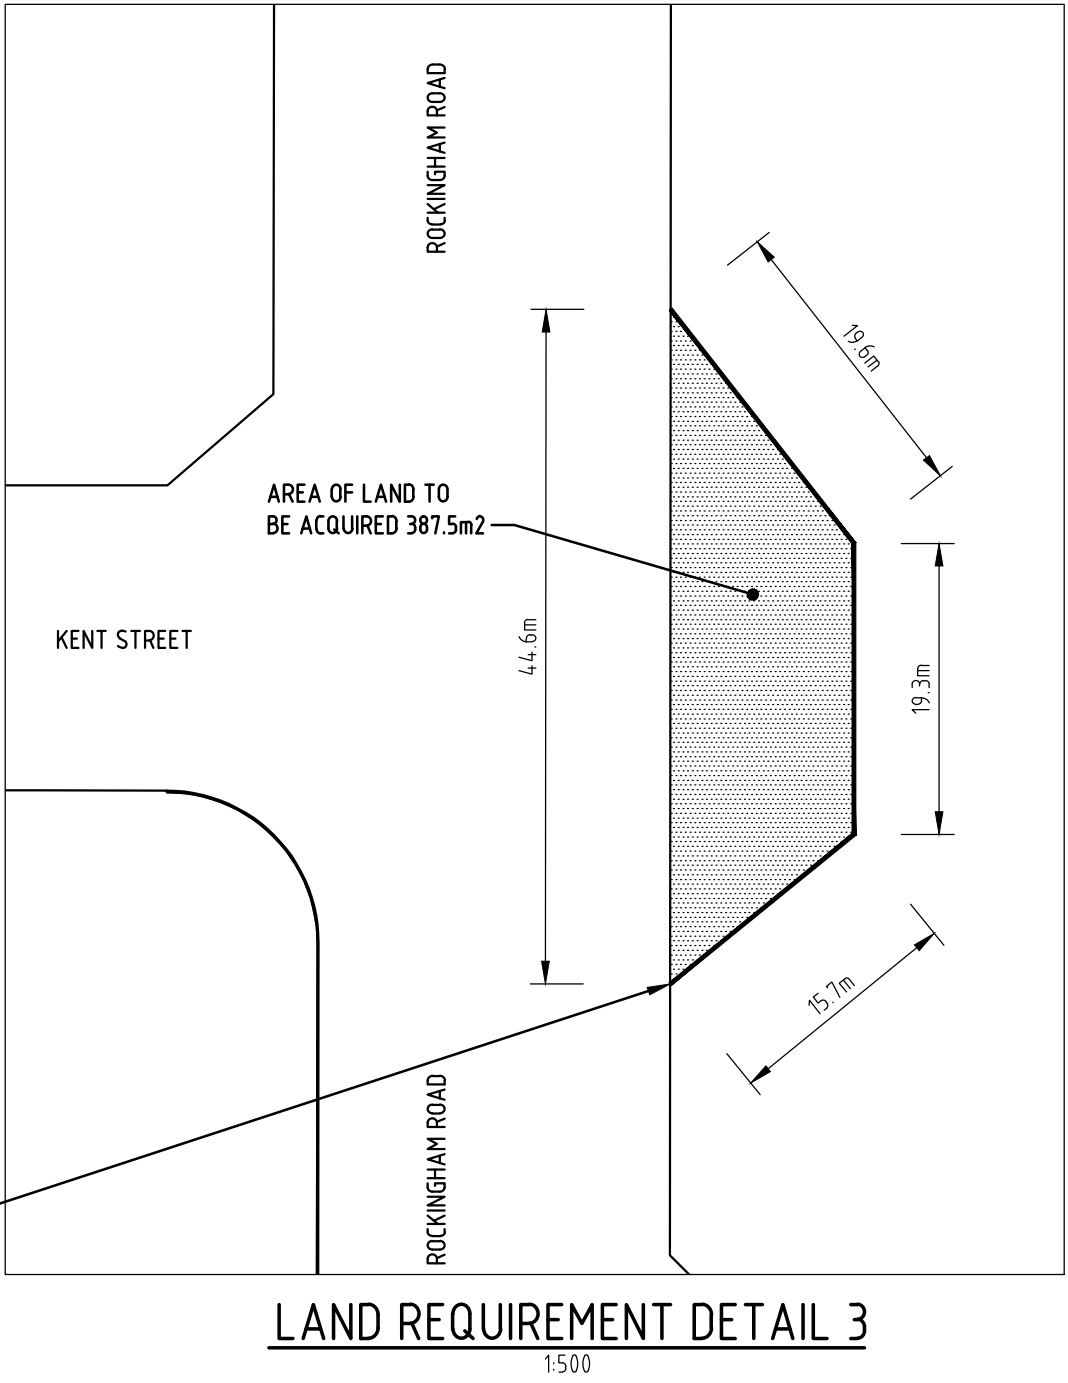 ROCKINGHAM ROAD
19.6m
AREA OF LAND TO
BE ACQUIRED 387.5m2
44.6m
KENT STREET
19.3m
15.7m
ROCKINGHAM ROAD
LAND REQUIREMENT DETAIL 3
1:500